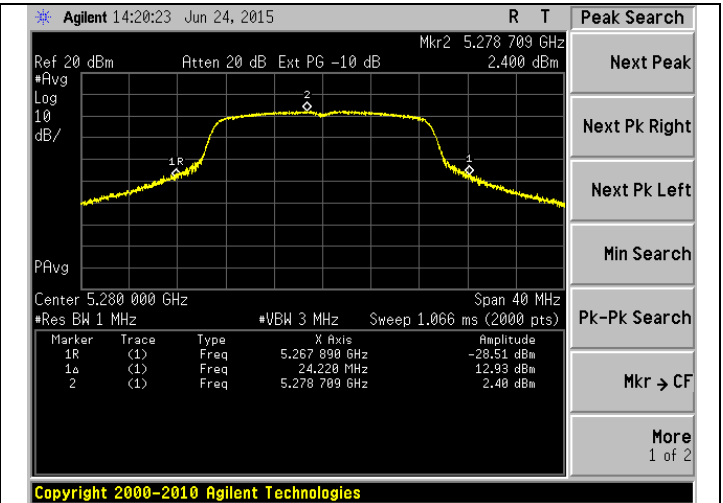 Agilent 14:20:23 Jun 24, 2015 R T
Peak Search
Mkr2 5.278 709 GHz
Ref 20 dBm Atten 20 dB Ext PG -10 dB 2.400 dBm
#Avg
Log
10
dB/
2
1R
1
PAvg
Center 5.280 000 GHz Span 40 MHz
#Res BW 1 MHz #VBW 3 MHz Sweep 1.066 ms (2000 pts)
Marker Trace Type X Axis Amplitude
1R (1) Freq 5.267 890 GHz -28.51 dBm
1Δ (1) Freq 24.220 MHz 12.93 dBm
2 (1) Freq 5.278 709 GHz 2.40 dBm
Next Peak
Next Pk Right
Next Pk Left
Min Search
Pk-Pk Search
Mkr → CF
More
1 of 2
Copyright 2000-2010 Agilent Technologies